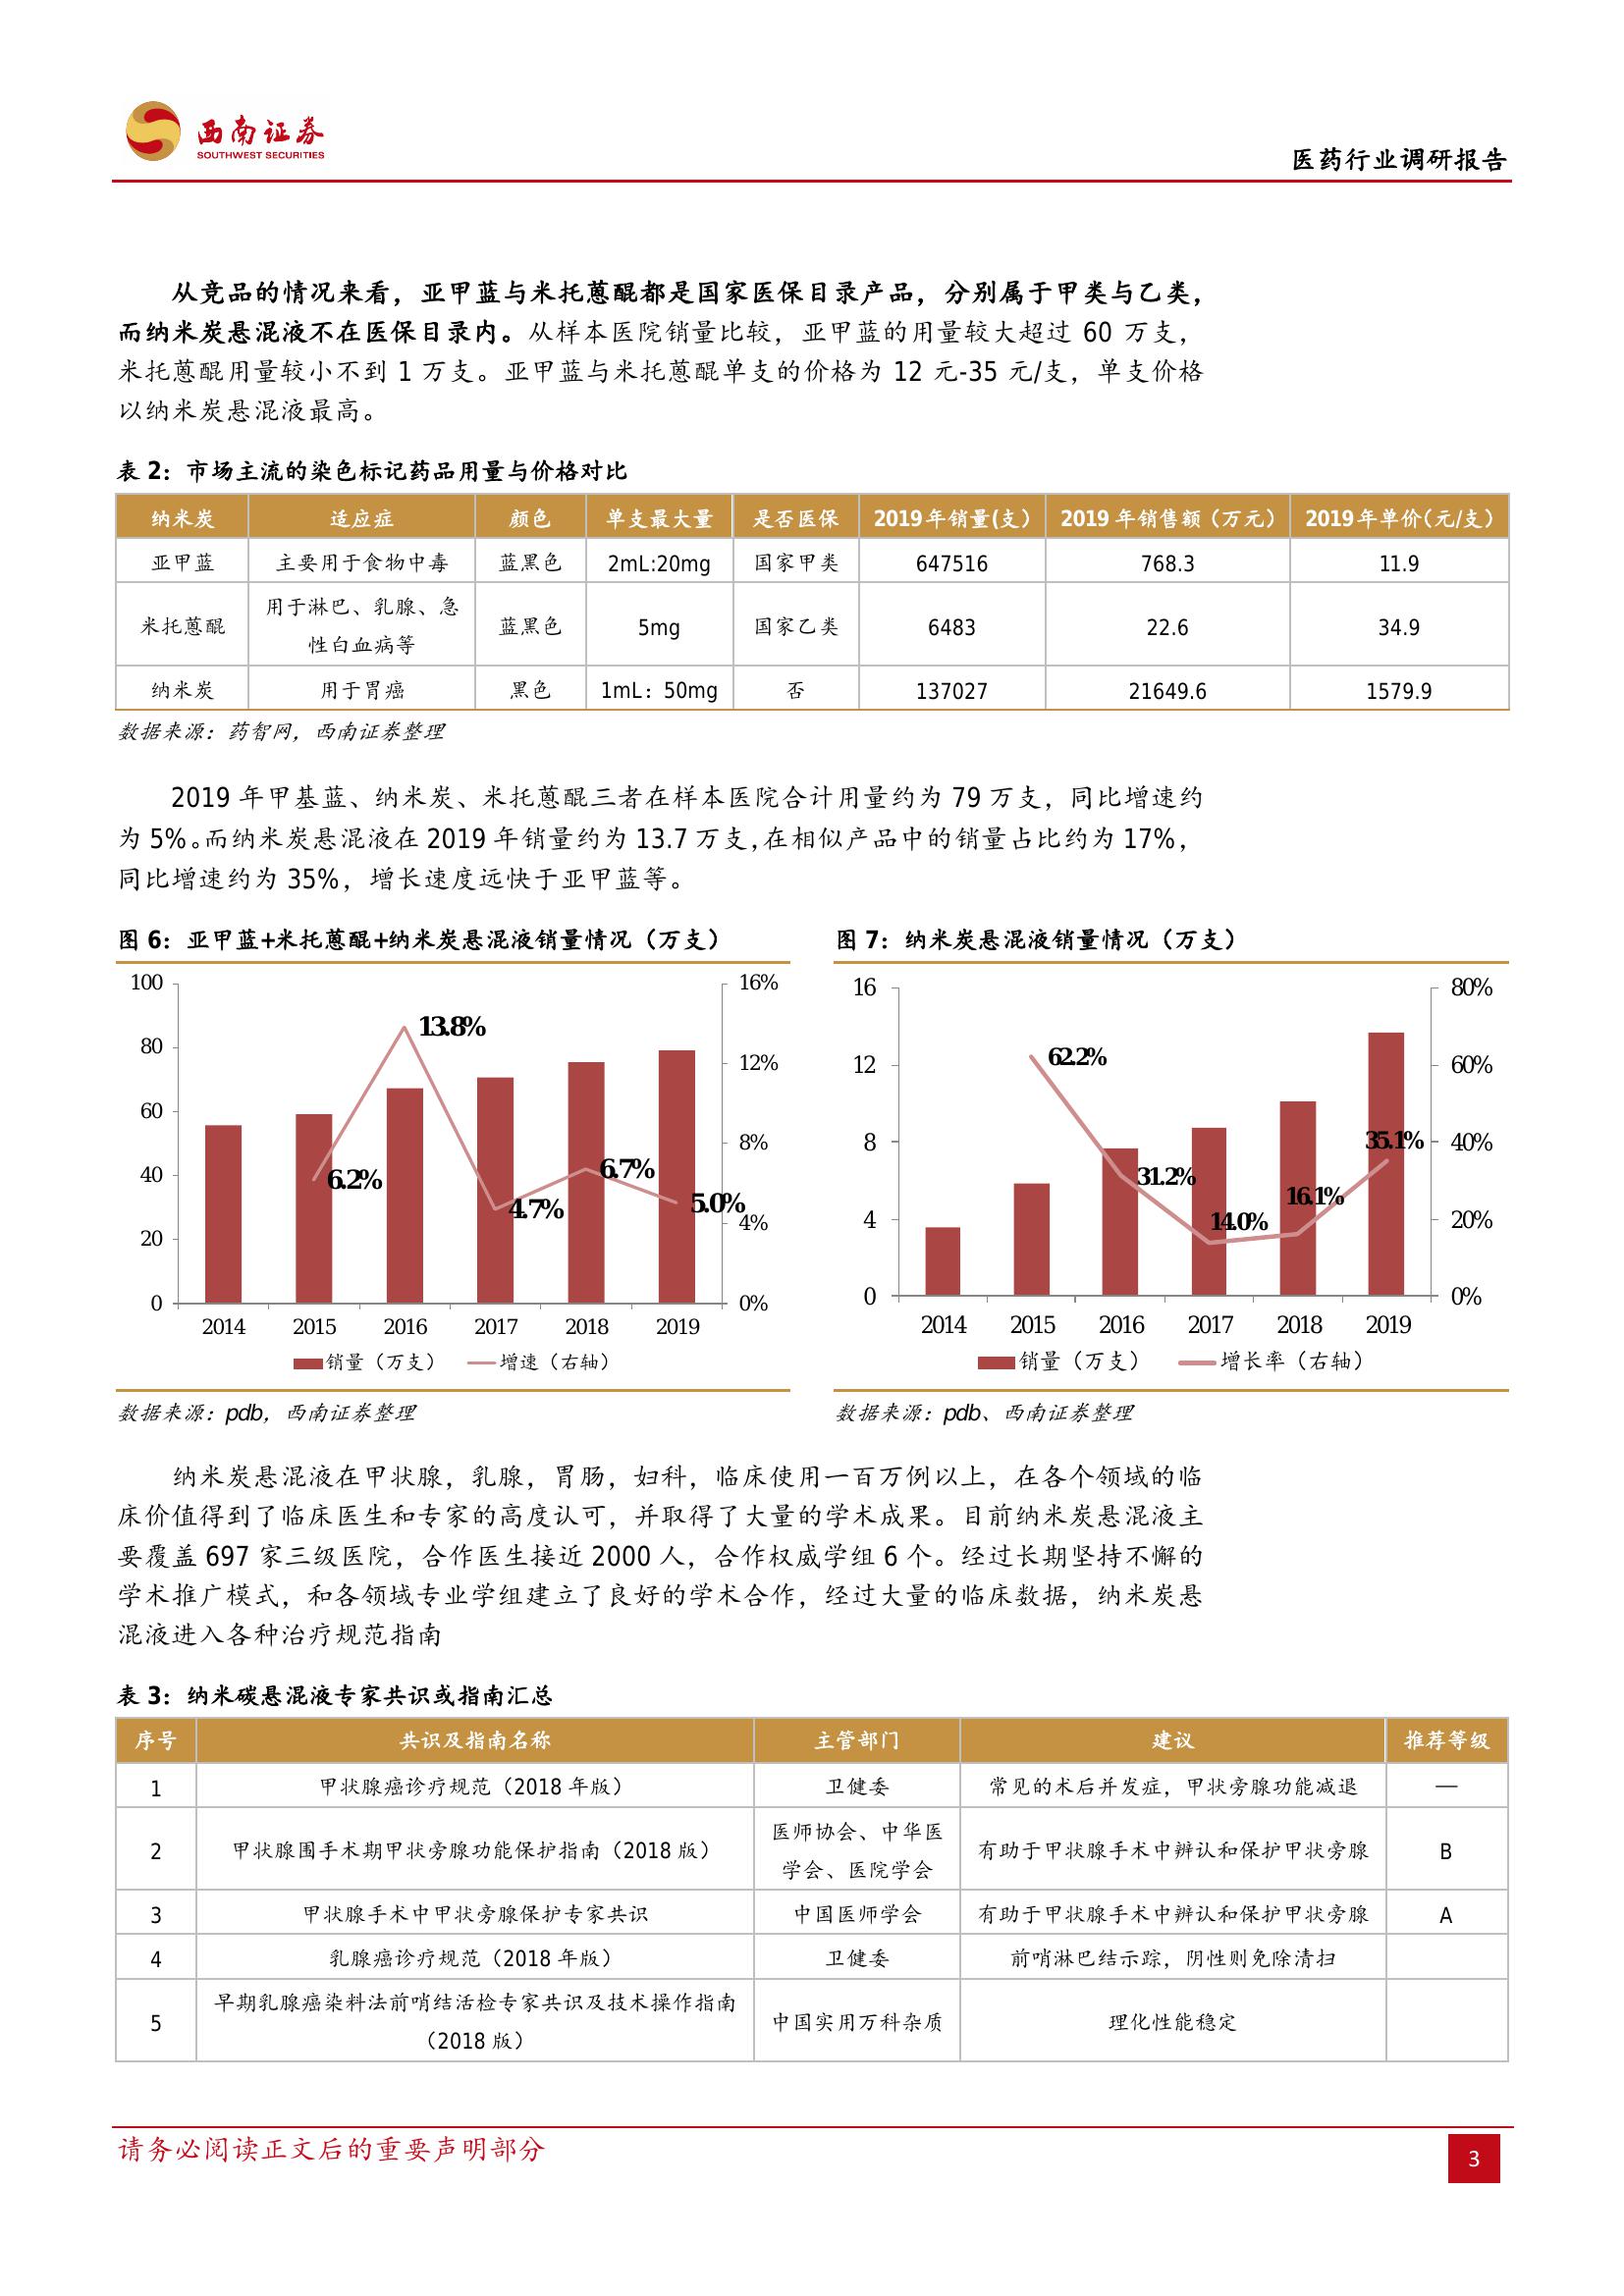 西南证券
SOUTHWEST SECURITIES
医药行业调研报告
从竞品的情况来看，亚甲蓝与米托蒽醌都是国家医保目录产品，分别属于甲类与乙类，
而纳米炭悬混液不在医保目录内。从样本医院销量比较，亚甲蓝的用量较大超过 60 万支，
米托蒽醌用量较小不到 1 万支。亚甲蓝与米托蒽醌单支的价格为 12 元-35 元/支，单支价格
以纳米炭悬混液最高。
表 2：市场主流的染色标记药品用量与价格对比
纳米炭 适应症 颜色 单支最大量 是否医保 2019 年销量(支) 2019 年销售额（万元） 2019 年单价(元/支)
亚甲蓝 主要用于食物中毒 蓝黑色 2mL:20mg 国家甲类 647516 768.3 11.9
用于淋巴、乳腺、急
米托蒽醌 蓝黑色 5mg 国家乙类 6483 22.6 34.9
性白血病等
纳米炭 用于胃癌 黑色 1mL：50mg 否 137027 21649.6 1579.9
数据来源：药智网，西南证券整理
2019 年甲基蓝、纳米炭、米托蒽醌三者在样本医院合计用量约为 79 万支，同比增速约
为 5%。而纳米炭悬混液在 2019 年销量约为 13.7 万支，在相似产品中的销量占比约为 17%，
同比增速约为 35%，增长速度远快于亚甲蓝等。
图 6：亚甲蓝+米托蒽醌+纳米炭悬混液销量情况（万支）
100
80
60
40
20
0
16%
12%
8%
4%
0%
6.2%
13.8%
4.7%
6.7%
5.0%
2014 2015 2016 2017 2018 2019
销量（万支） 增速（右轴）
数据来源：pdb，西南证券整理
图 7：纳米炭悬混液销量情况（万支）
16
12
8
4
0
80%
60%
40%
20%
0%
62.2%
31.2%
14.0%
16.1%
35.1%
2014 2015 2016 2017 2018 2019
销量（万支） 增长率（右轴）
数据来源：pdb、西南证券整理
纳米炭悬混液在甲状腺，乳腺，胃肠，妇科，临床使用一百万例以上，在各个领域的临
床价值得到了临床医生和专家的高度认可，并取得了大量的学术成果。目前纳米炭悬混液主
要覆盖 697 家三级医院，合作医生接近 2000 人，合作权威学组 6 个。经过长期坚持不懈的
学术推广模式，和各领域专业学组建立了良好的学术合作，经过大量的临床数据，纳米炭悬
混液进入各种治疗规范指南
表 3：纳米碳悬混液专家共识或指南汇总
序号 共识及指南名称 主管部门 建议 推荐等级
1 甲状腺癌诊疗规范（2018 年版） 卫健委 常见的术后并发症，甲状旁腺功能减退 —
医师协会、中华医
2 甲状腺围手术期甲状旁腺功能保护指南（2018 版） 有助于甲状腺手术中辨认和保护甲状旁腺 B
学会、医院学会
3 甲状腺手术中甲状旁腺保护专家共识 中国医师学会 有助于甲状腺手术中辨认和保护甲状旁腺 A
4 乳腺癌诊疗规范（2018 年版） 卫健委 前哨淋巴结示踪，阴性则免除清扫
早期乳腺癌染料法前哨结活检专家共识及技术操作指南
5 中国实用万科杂质 理化性能稳定
（2018 版）
请务必阅读正文后的重要声明部分
3